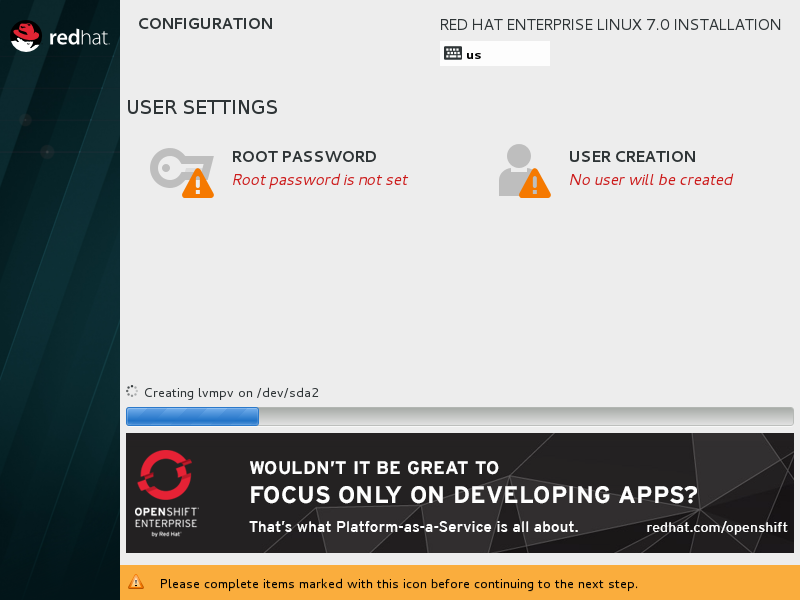 redhat.
CONFIGURATION
RED HAT ENTERPRISE LINUX 7.0 INSTALLATION
us
USER SETTINGS
ROOT PASSWORD
Root password is not set
USER CREATION
No user will be created
Creating lvmpv on /dev/sda2
OPENSHIFT
ENTERPRISE
by Red Hat
WOULDN'T IT BE GREAT TO
FOCUS ONLY ON DEVELOPING APPS?
That's what Platform-as-a-Service is all about.
redhat.com/openshift
Please complete items marked with this icon before continuing to the next step.